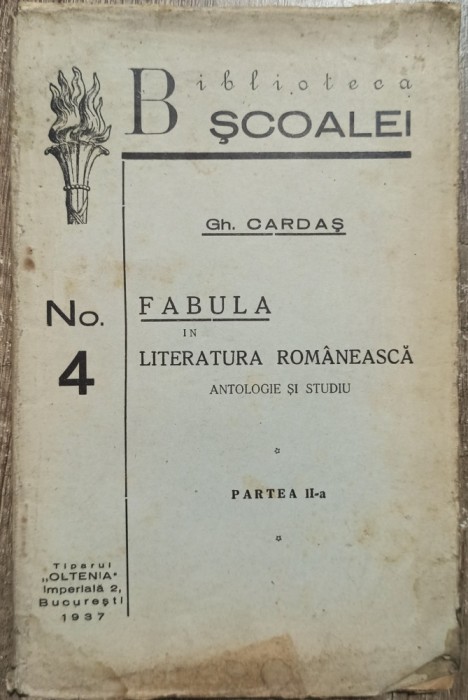 Biblioteca
ŞCOALEI
Gh. CARDAŞ
No.
4
FABULA
IN
LITERATURA ROMÂNEASCĂ
ANTOLOGIE ŞI STUDIU
PARTEA II-a
Tiparul
„OLTENIA"
Imperială 2,
Bucureşti
1937